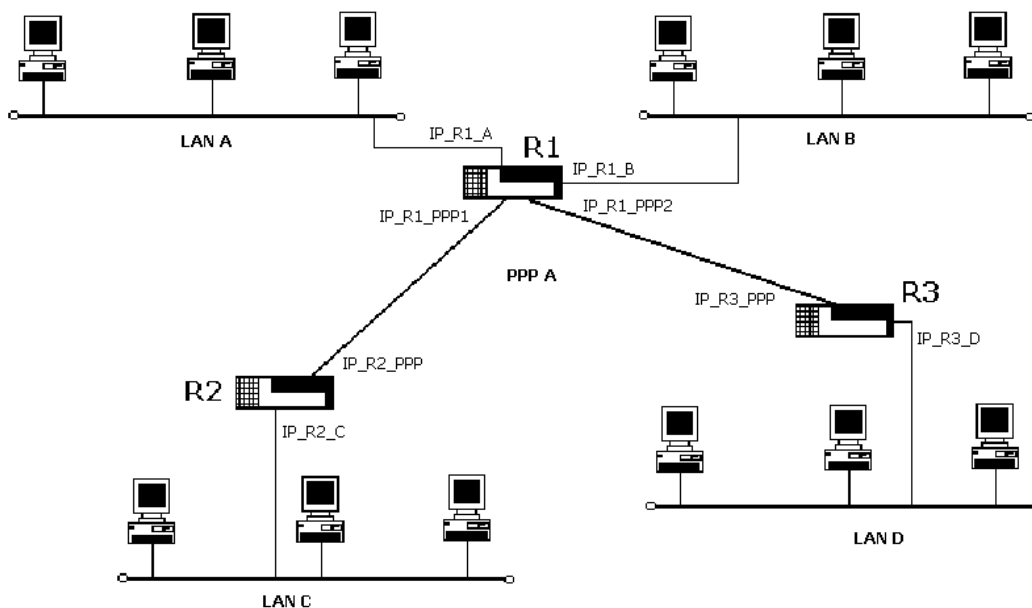 LAN A
LAN B
IP_R1_A
R1
IP_R1_B
IP_R1_PPP1
IP_R1_PPP2
PPP A
IP_R3_PPP
R3
IP_R3_D
IP_R2_PPP
R2
IP_R2_C
LAN D
LAN C